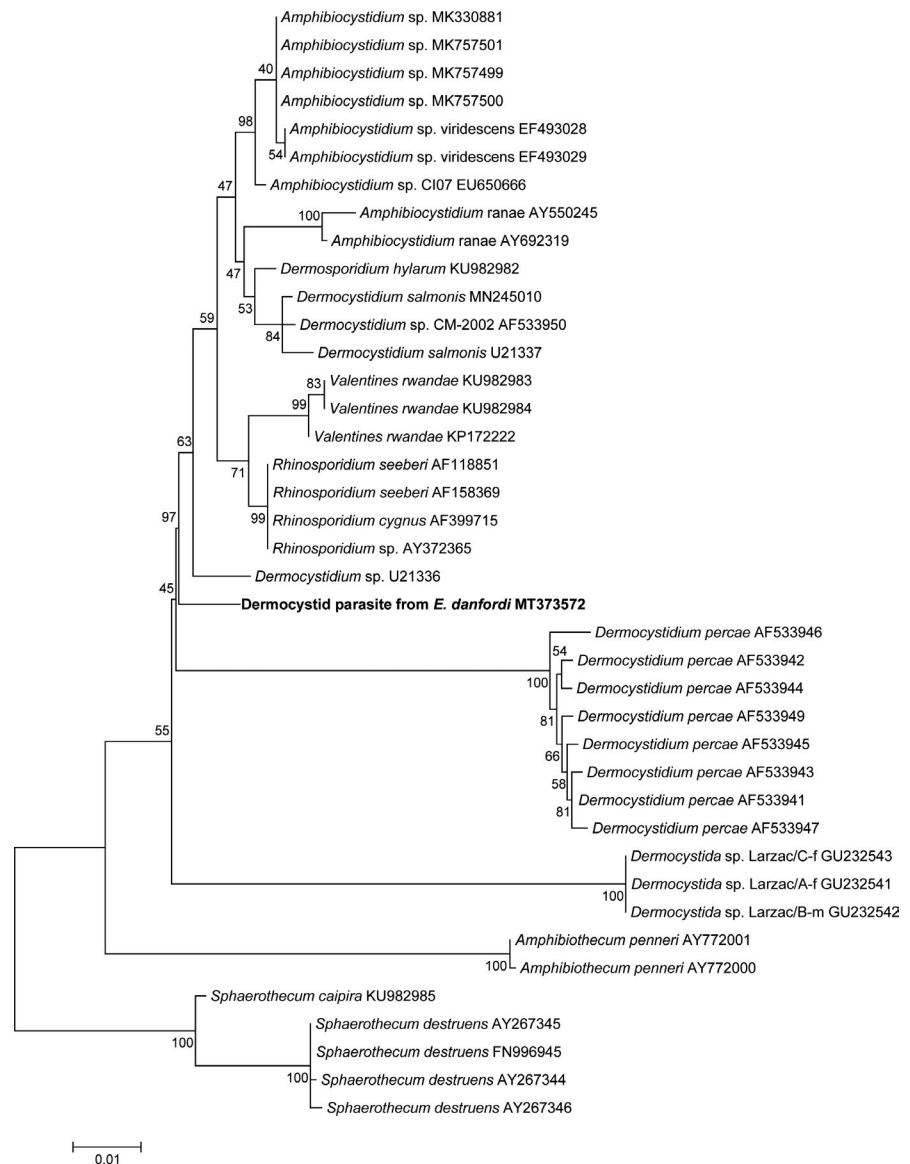 Amphibiocystidium sp. MK330881
Amphibiocystidium sp. MK757501
40
Amphibiocystidium sp. MK757499
Amphibiocystidium sp. MK757500
98
Amphibiocystidium sp. viridescens EF493028
54
Amphibiocystidium sp. viridescens EF493029
47
Amphibiocystidium sp. CI07 EU650666
100
Amphibiocystidium ranae AY550245
Amphibiocystidium ranae AY692319
47
Dermosporidium hylarum KU982982
53
Dermocystidium salmonis MN245010
59
Dermocystidium sp. CM-2002 AF533950
84
Dermocystidium salmonis U21337
83
Valentines rwandae KU982983
99
Valentines rwandae KU982984
Valentines rwandae KP172222
63
71
Rhinosporidium seeberi AF118851
Rhinosporidium seeberi AF158369
97
99
Rhinosporidium cygnus AF399715
Rhinosporidium sp. AY372365
45
Dermocystidium sp. U21336
Dermocystid parasite from E. danfordi MT373572
Dermocystidium percae AF533946
54
Dermocystidium percae AF533942
100
Dermocystidium percae AF533944
81
Dermocystidium percae AF533949
55
66
Dermocystidium percae AF533945
58
Dermocystidium percae AF533943
Dermocystidium percae AF533941
81
Dermocystidium percae AF533947
Dermocystida sp. Larzac/C-f GU232543
Dermocystida sp. Larzac/A-f GU232541
100
Dermocystida sp. Larzac/B-m GU232542
Amphibiothecum penneri AY772001
100
Amphibiothecum penneri AY772000
Sphaerothecum caipira KU982985
Sphaerothecum destruens AY267345
100
Sphaerothecum destruens FN996945
100
Sphaerothecum destruens AY267344
Sphaerothecum destruens AY267346
0.01